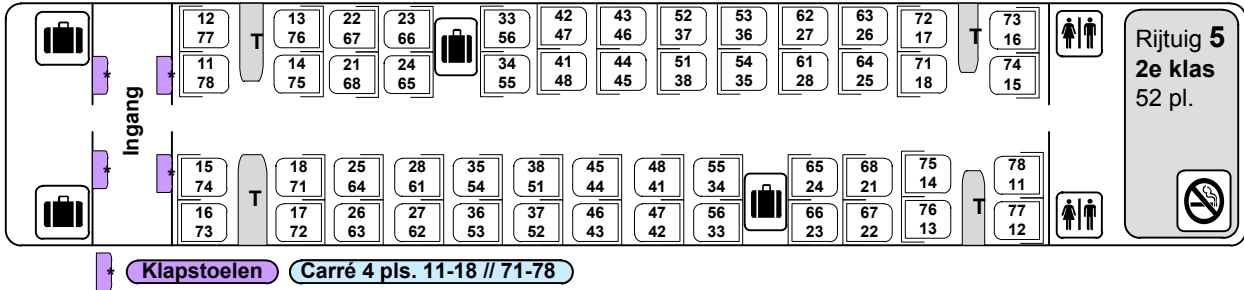 12 13 22 23 33 42 43 52 53 62 63 72 73
77 T 76 67 66 56 47 46 37 36 27 26 17 T 16
11 14 21 24 34 41 44 51 54 61 64 71 74
78 75 68 65 55 48 45 38 35 28 25 18 15
Rijtuig 5
2e klas
52 pl.
* *
Ingang
* *
15 18 25 28 35 38 45 48 55 65 68 75 78
74 71 64 61 54 51 44 41 34 24 21 14 11
T T
16 17 26 27 36 37 46 47 56 66 67 76 77
73 72 63 62 53 52 43 42 33 23 22 13 12
* Klapstoelen Carré 4 pls. 11-18 // 71-78